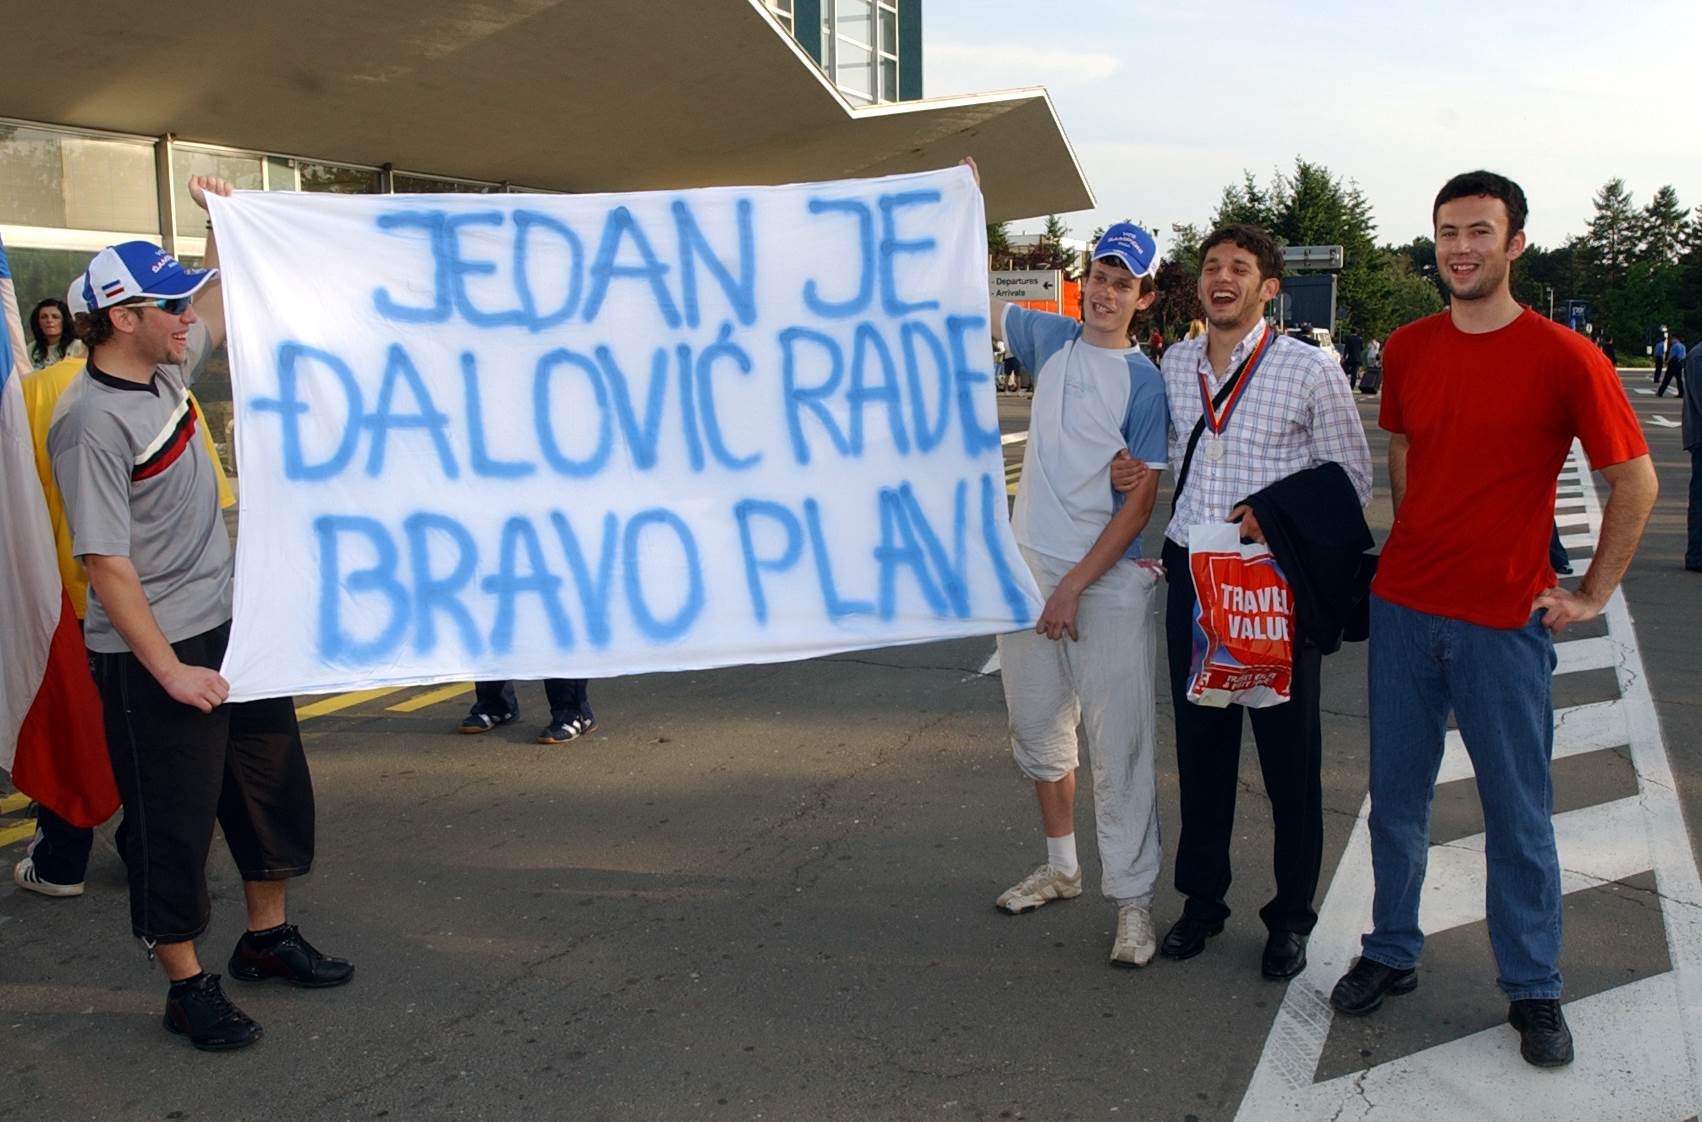 JEDAN JE
ĐALOVIĆ RADE
BRAVO PLAVI
- Departures
- Arrivals
TRAVEL
VALUE